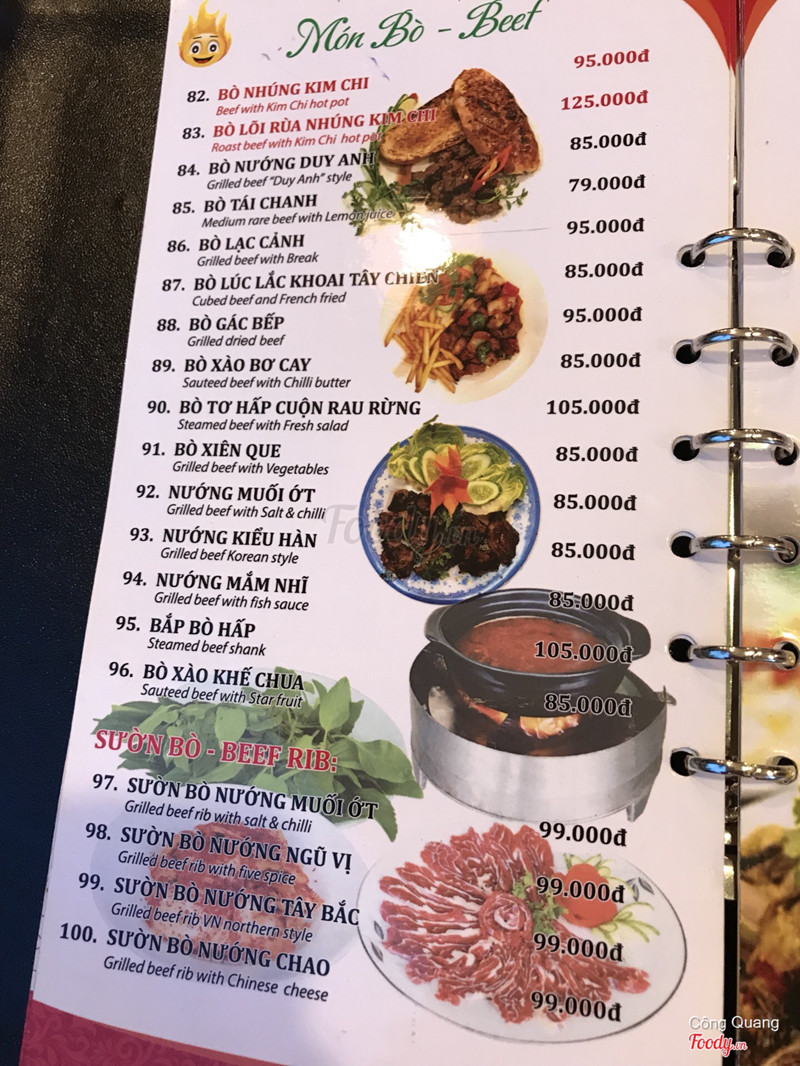 Món Bò - Beef
82. BÒ NHÚNG KIM CHI 95.000đ
Beef with Kim Chi hot pot
83. BÒ LÕI RÙA NHÚNG KIM CHI 125.000đ
Roast beef with Kim Chi hot pot
84. BÒ NƯỚNG DUY ANH 85.000đ
Grilled beef "Duy Anh" style
85. BÒ TÁI CHANH 79.000đ
Medium rare beef with Lemon juice
86. BÒ LẠC CẢNH 95.000đ
Grilled beef with Break
87. BÒ LÚC LẮC KHOAI TÂY CHIÊN 85.000đ
Cubed beef and French fried
88. BÒ GÁC BẾP 95.000đ
Grilled dried beef
89. BÒ XÀO BƠ CAY 85.000đ
Sauteed beef with Chilli butter
90. BÒ TƠ HẤP CUỘN RAU RỪNG 105.000đ
Steamed beef with Fresh salad
91. BÒ XIÊN QUE 85.000đ
Grilled beef with Vegetables
92. NƯỚNG MUỐI ỚT 85.000đ
Grilled beef with Salt & chilli
93. NƯỚNG KIỂU HÀN 85.000đ
Grilled beef Korean style
94. NƯỚNG MẮM NHĨ 85.000đ
Grilled beef with fish sauce
95. BẮP BÒ HẤP 105.000đ
Steamed beef shank
96. BÒ XÀO KHẾ CHUA 85.000đ
Sauteed beef with Star fruit
SƯỜN BÒ - BEEF RIB:
97. SƯỜN BÒ NƯỚNG MUỐI ỚT 99.000đ
Grilled beef rib with salt & chilli
98. SƯỜN BÒ NƯỚNG NGŨ VỊ 99.000đ
Grilled beef rib with five spice
99. SƯỜN BÒ NƯỚNG TÂY BẮC 99.000đ
Grilled beef rib VN northern style
100. SƯỜN BÒ NƯỚNG CHAO 99.000đ
Grilled beef rib with Chinese cheese
Foody.vn
Công Quang
Foody.vn